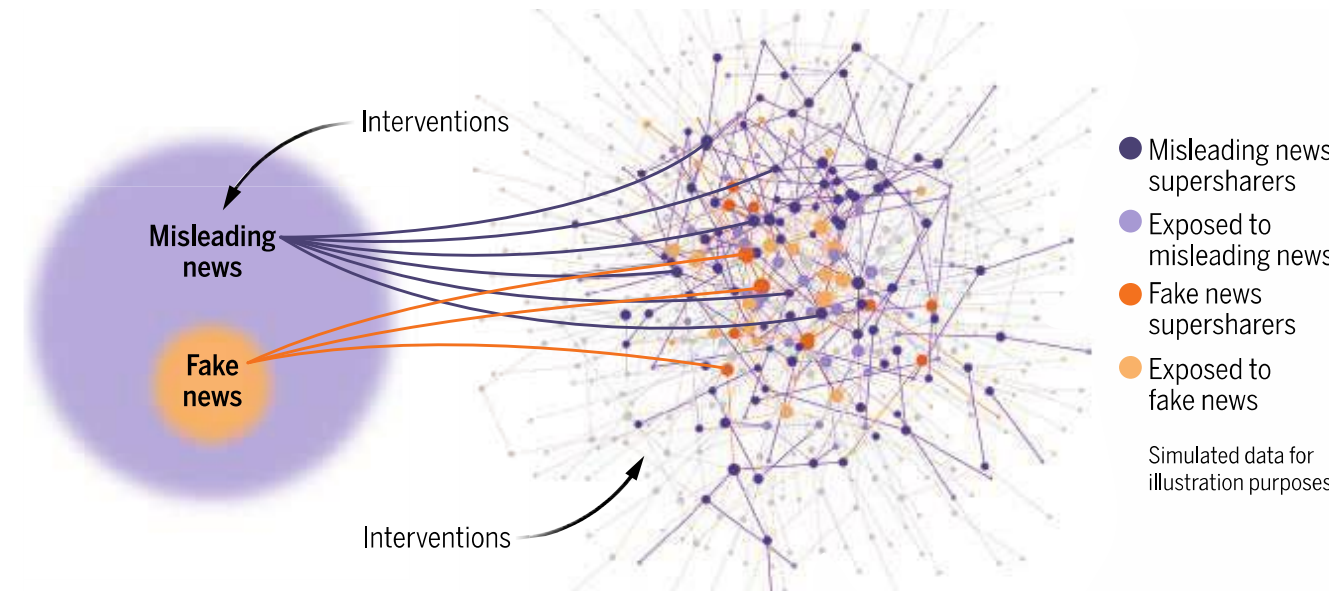 Interventions
Misleading
news
Fake
news
Interventions
Misleading news
supersharers
Exposed to
misleading news
Fake news
supersharers
Exposed to
fake news
Simulated data for
illustration purposes